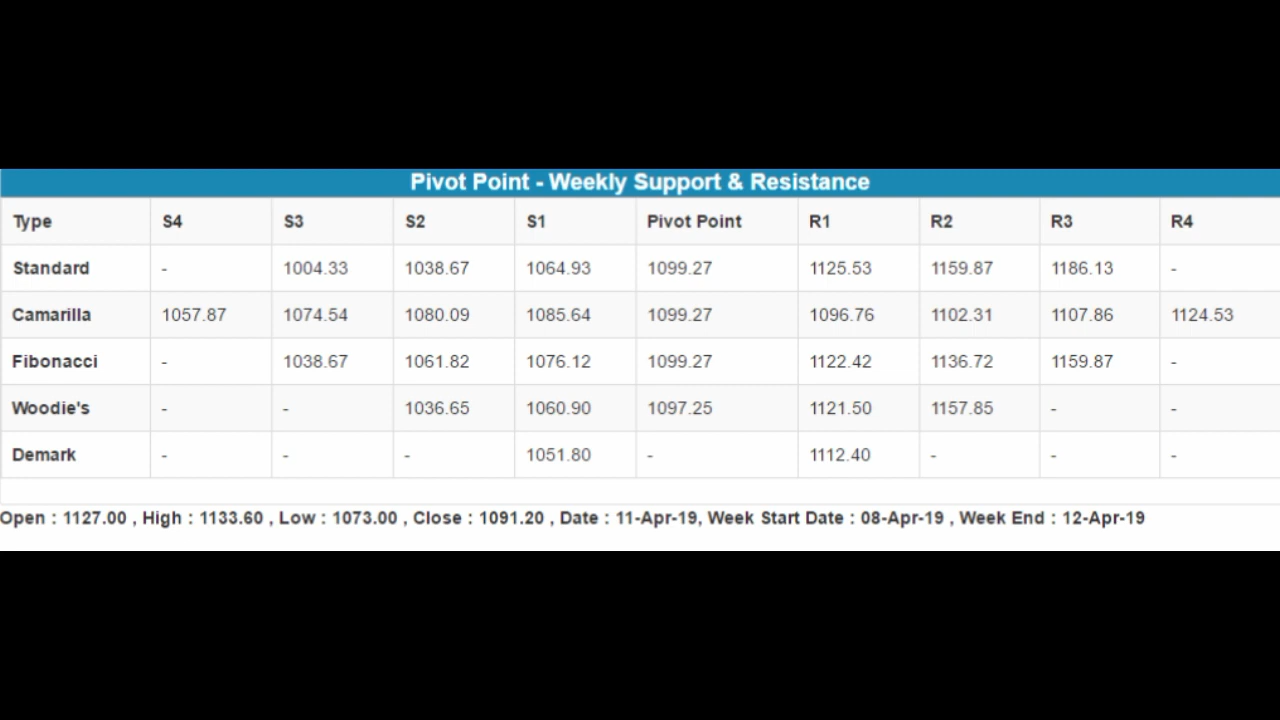 Pivot Point - Weekly Support & Resistance
Type S4 S3 S2 S1 Pivot Point R1 R2 R3 R4
Standard - 1004.33 1038.67 1064.93 1099.27 1125.53 1159.87 1186.13 -
Camarilla 1057.87 1074.54 1080.09 1085.64 1099.27 1096.76 1102.31 1107.86 1124.53
Fibonacci - 1038.67 1061.82 1076.12 1099.27 1122.42 1136.72 1159.87 -
Woodie's - - 1036.65 1060.90 1097.25 1121.50 1157.85 - -
Demark - - - 1051.80 - 1112.40 - - -
Open : 1127.00 , High : 1133.60 , Low : 1073.00 , Close : 1091.20 , Date : 11-Apr-19, Week Start Date : 08-Apr-19 , Week End : 12-Apr-19